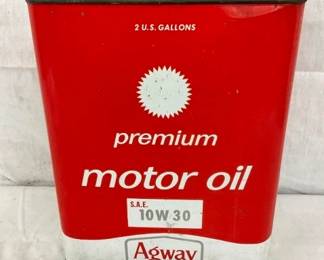 2 U.S. GALLONS
premium
motor oil
S.A.E.
10W 30
Agway